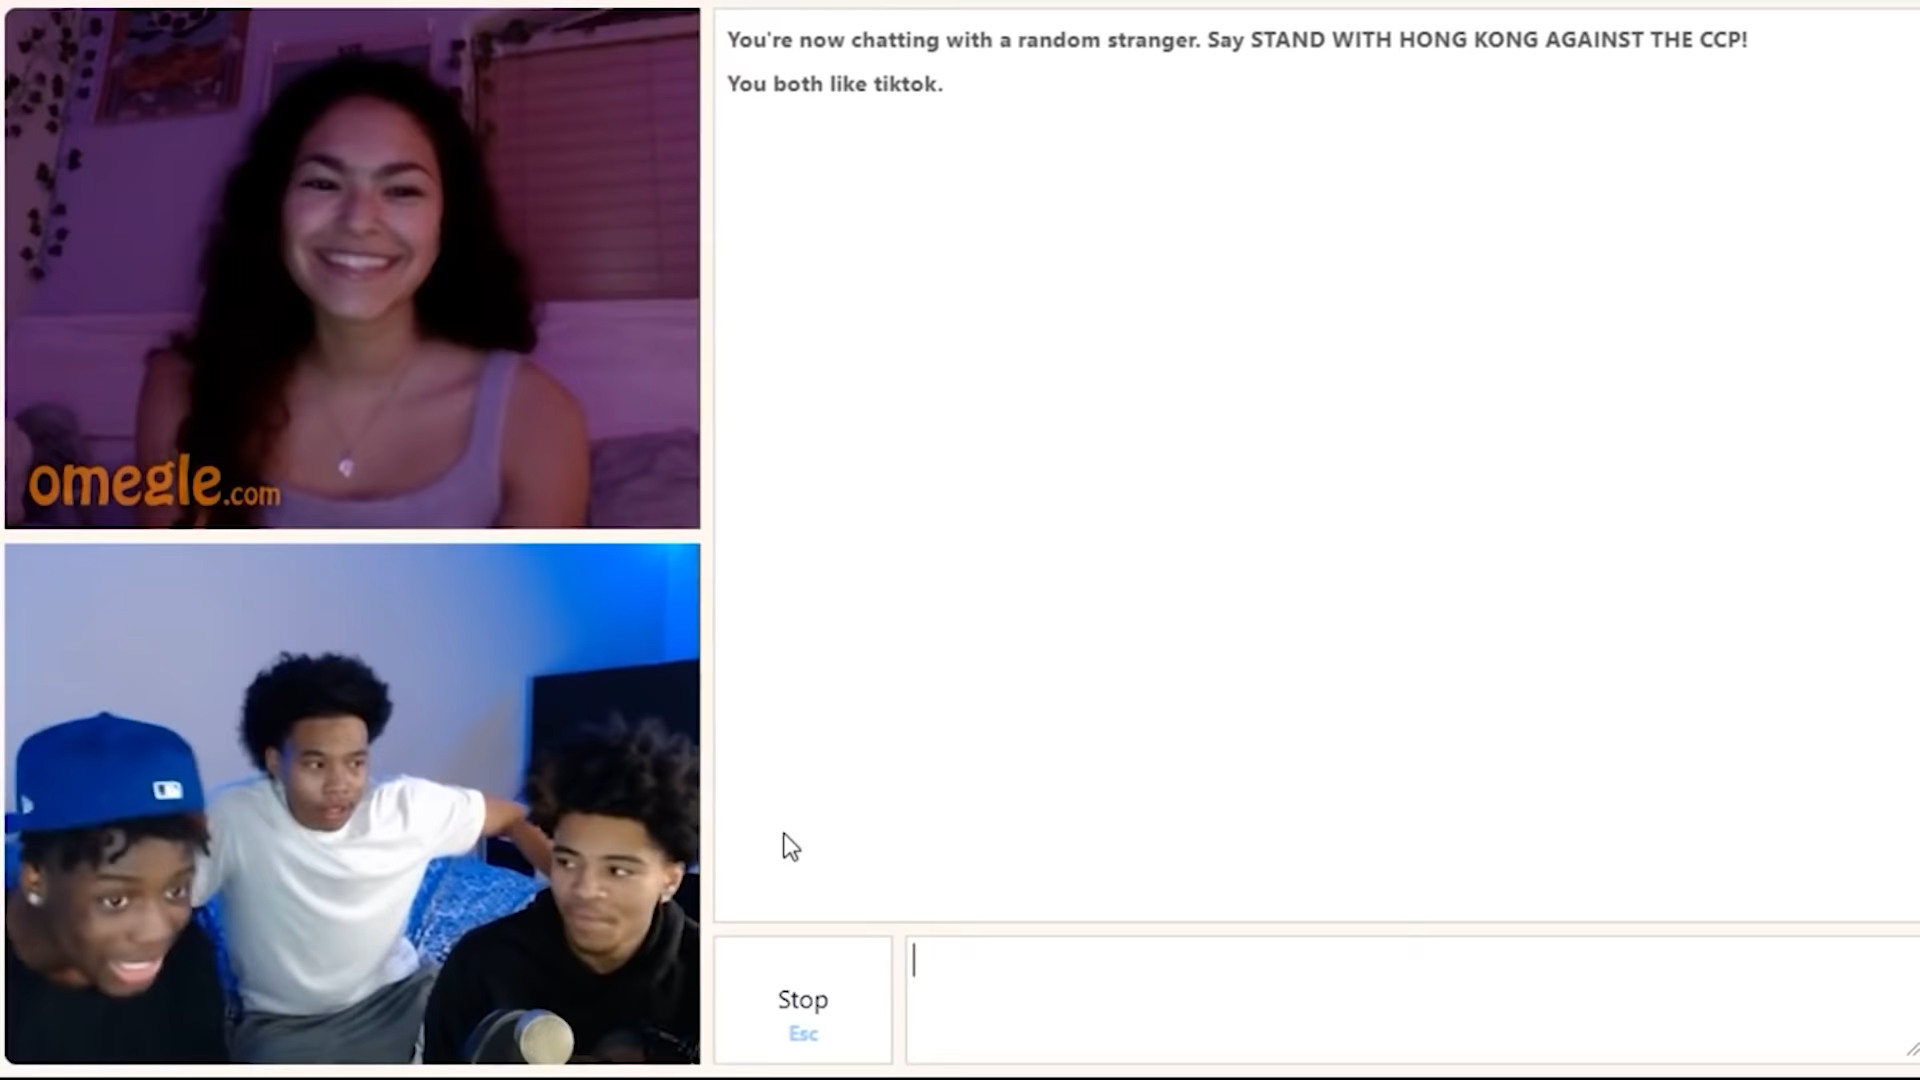 You're now chatting with a random stranger. Say STAND WITH HONG KONG AGAINST THE CCP!
You both like tiktok.
omegle.com
Stop
Esc